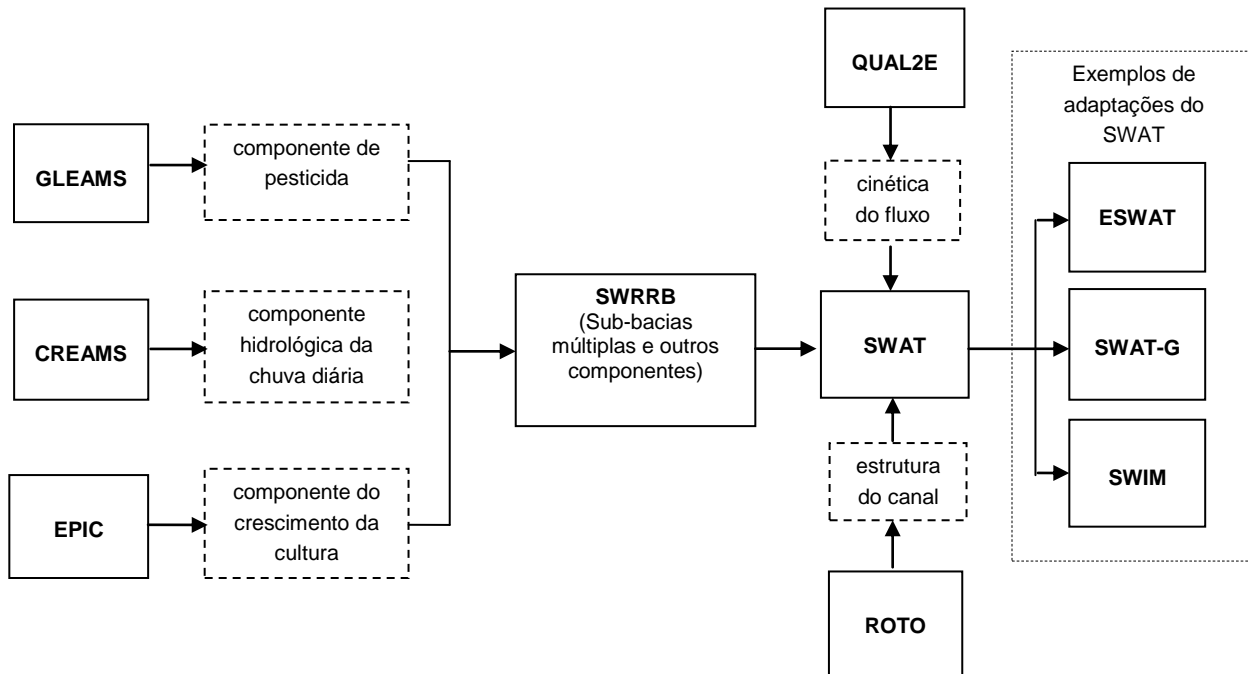 QUAL2E
Exemplos de
adaptações do
SWAT
GLEAMS
componente de
pesticida
cinética
do fluxo
ESWAT
CREAMS
componente
hidrológica da
chuva diária
SWRRB
(Sub-bacias
múltiplas e outros
componentes)
SWAT
SWAT-G
EPIC
componente do
crescimento da
cultura
estrutura
do canal
SWIM
ROTO